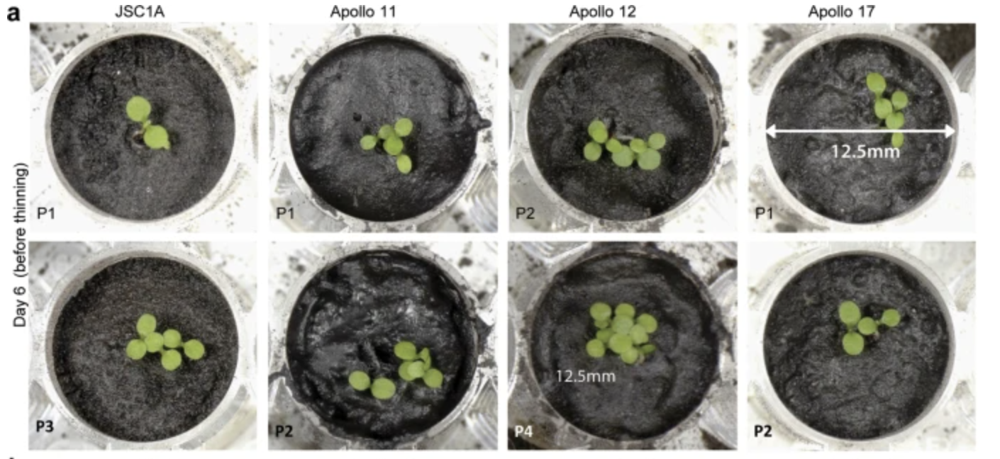 a
JSC1A
Apollo 11
Apollo 12
Apollo 17
Day 6 (before thinning)
P1
P1
P2
12.5mm
P1
P3
P2
12.5mm
P4
P2